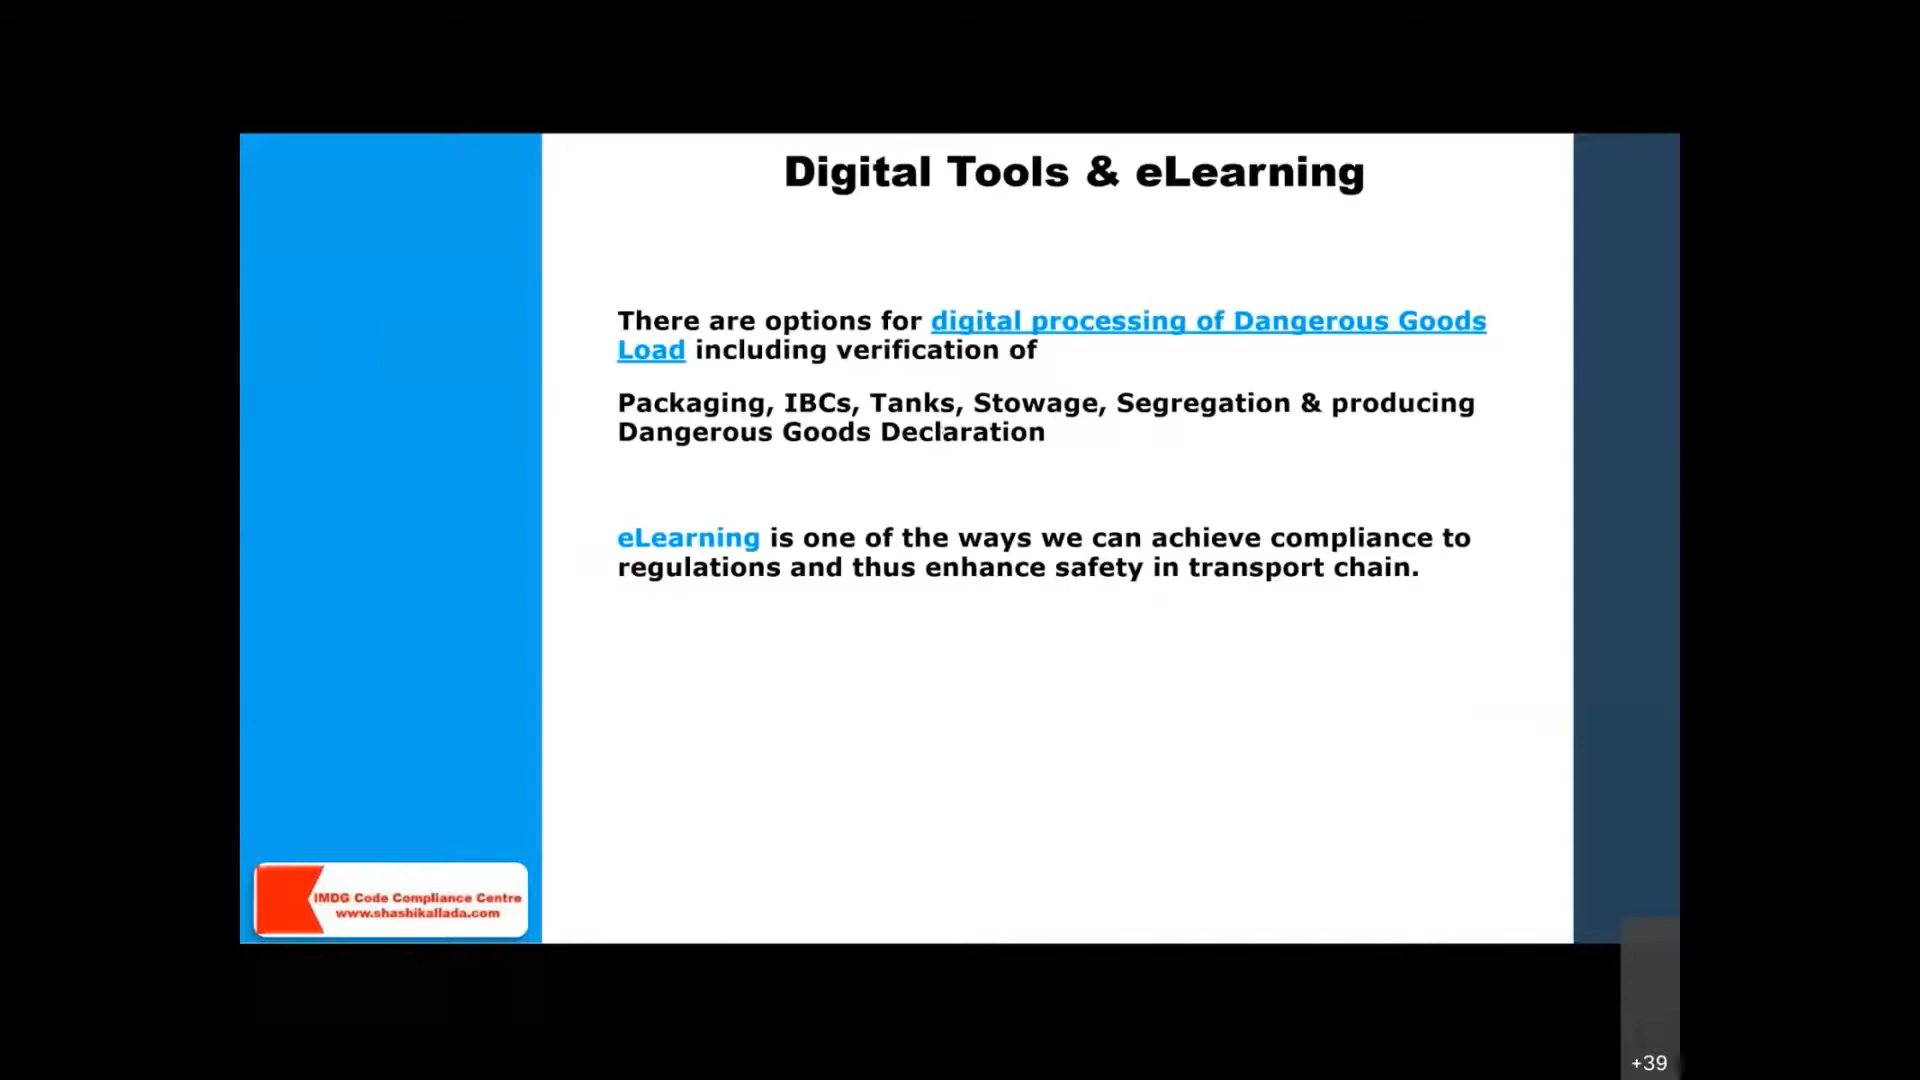 Digital Tools & eLearning
There are options for digital processing of Dangerous Goods
Load including verification of
Packaging, IBCs, Tanks, Stowage, Segregation & producing
Dangerous Goods Declaration
eLearning is one of the ways we can achieve compliance to
regulations and thus enhance safety in transport chain.
IMDG Code Compliance Centre
www.shashikallada.com
+39